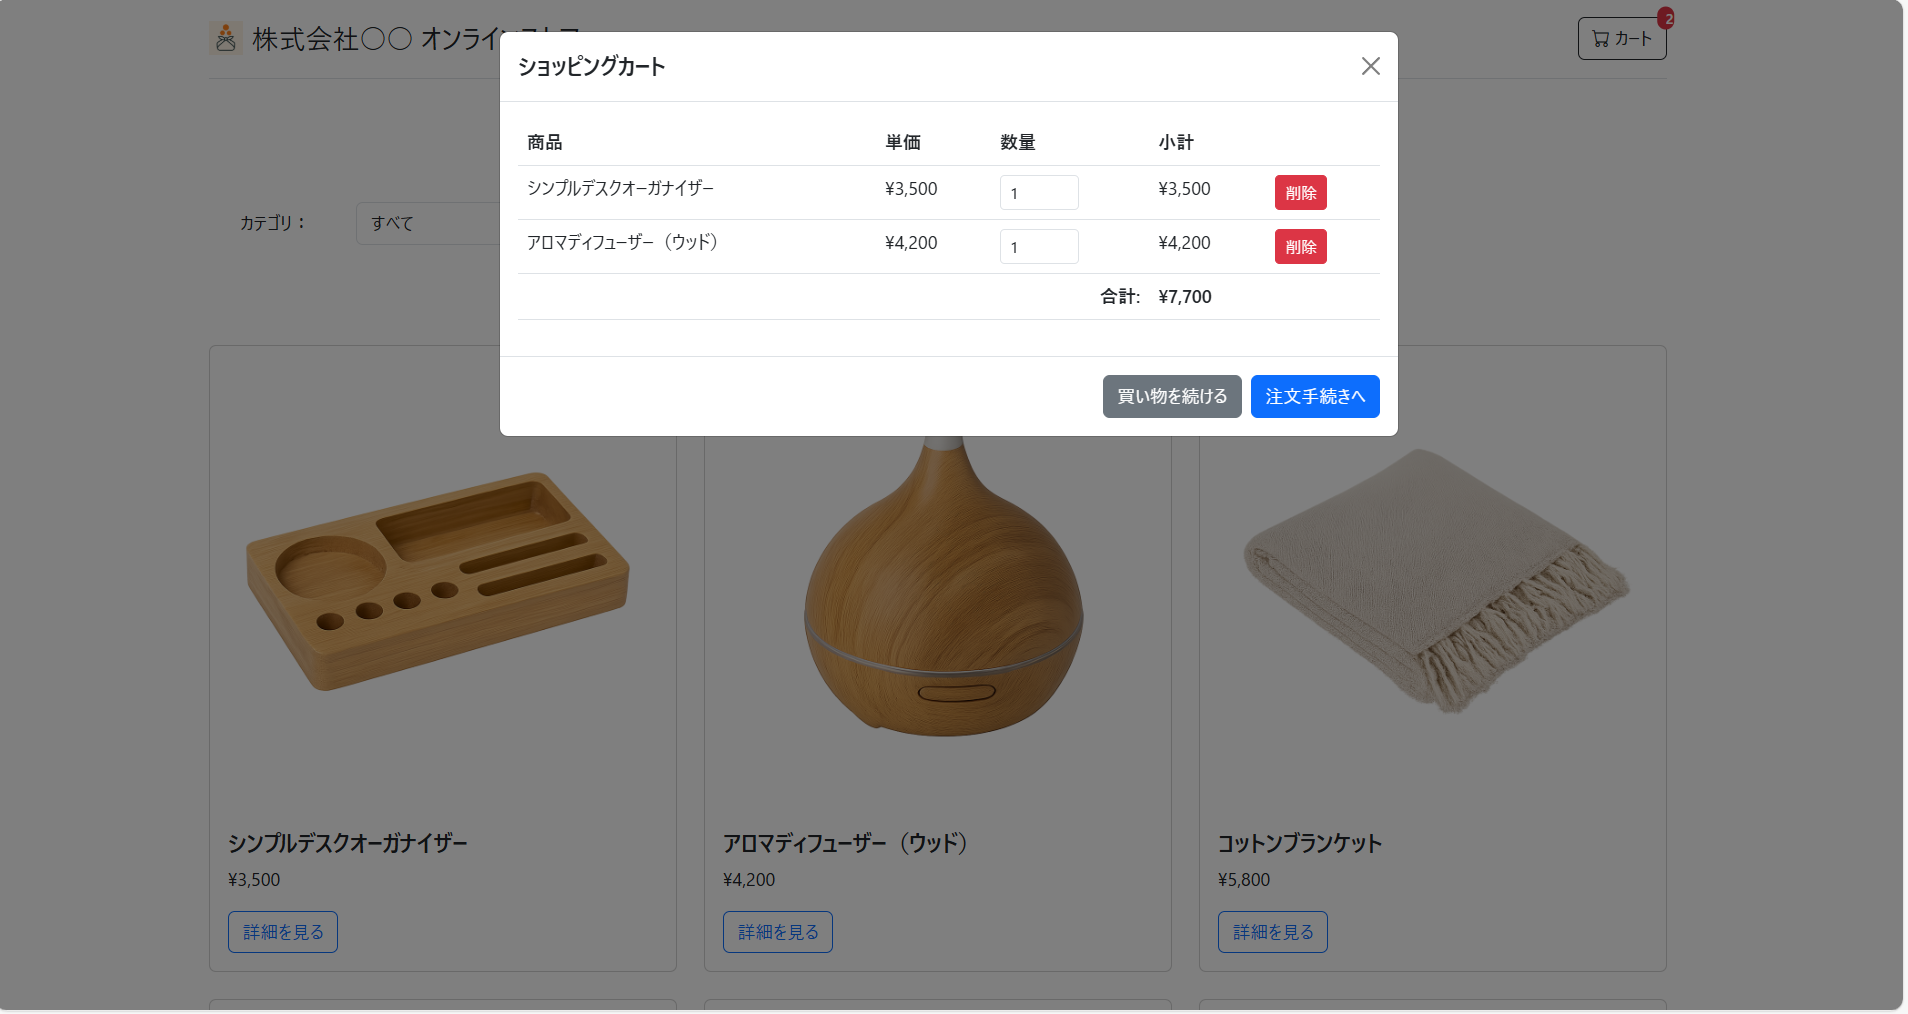 株式会社〇〇 オンライン
カート
2
ショッピングカート
商品 単価 数量 小計
シンプルデスクオーガナイザー ¥3,500 1 ¥3,500 削除
アロマディフューザー（ウッド） ¥4,200 1 ¥4,200 削除
合計: ¥7,700
買い物を続ける 注文手続きへ
カテゴリ： すべて
シンプルデスクオーガナイザー
¥3,500
詳細を見る
アロマディフューザー（ウッド）
¥4,200
詳細を見る
コットンブランケット
¥5,800
詳細を見る